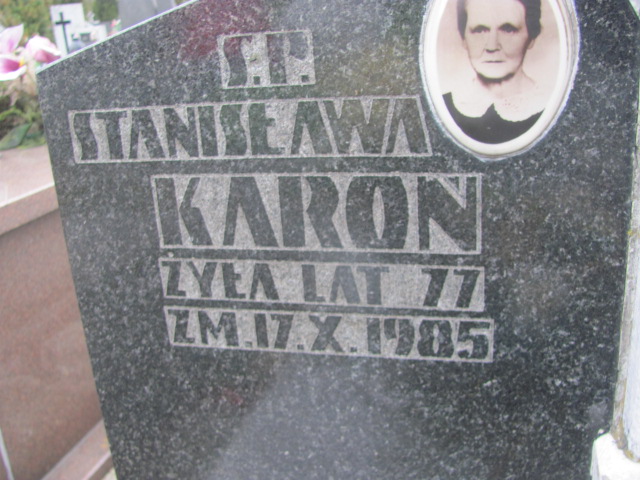 Ś.P.
STANISŁAWA
KAROŃ
ŻYŁA LAT 77
ZM.17.X.1985